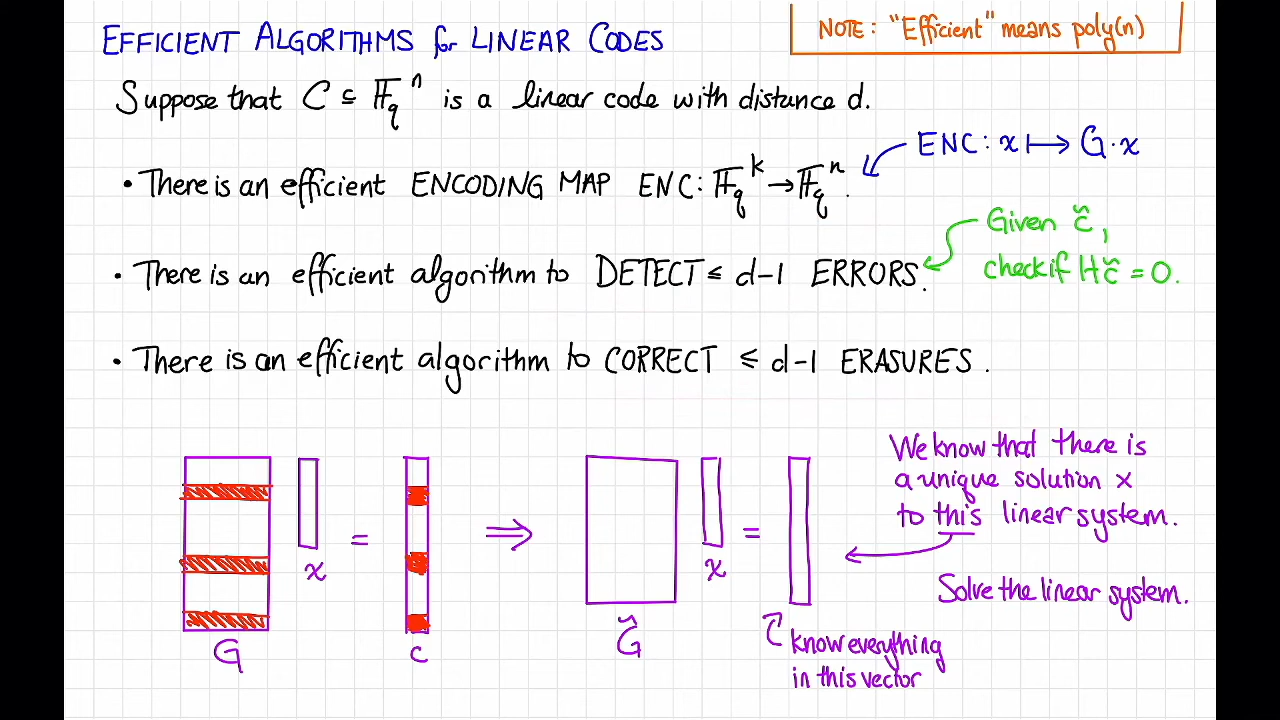 EFFICIENT ALGORITHMS for LINEAR CODES
NOTE: "Efficient" means poly(n)
Suppose that C ⊆ 𝔽_q^n is a linear code with distance d.
ENC: x ↦ G·x
• There is an efficient ENCODING MAP ENC: 𝔽_q^k → 𝔽_q^n.
Given c̃,
check if Hc̃ = 0.
• There is an efficient algorithm to DETECT ≤ d-1 ERRORS.
• There is an efficient algorithm to CORRECT ≤ d-1 ERASURES.
G
x
=
c
⇒
G̃
x
=
know everything
in this vector
We know that there is
a unique solution x
to this linear system.
Solve the linear system.